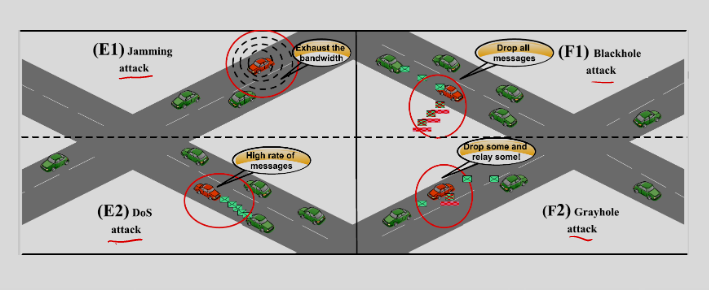 (E1) Jamming
attack
Exhaust the
bandwidth
Drop all
messages
(F1) Blackhole
attack
High rate of
messages
(E2) DoS
attack
Drop some and
relay some!
(F2) Grayhole
attack